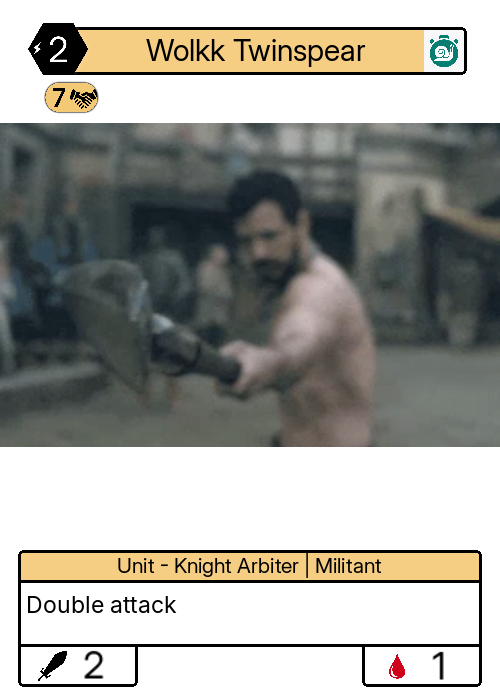 2 Wolkk Twinspear
7
Unit - Knight Arbiter | Militant
Double attack
2 1